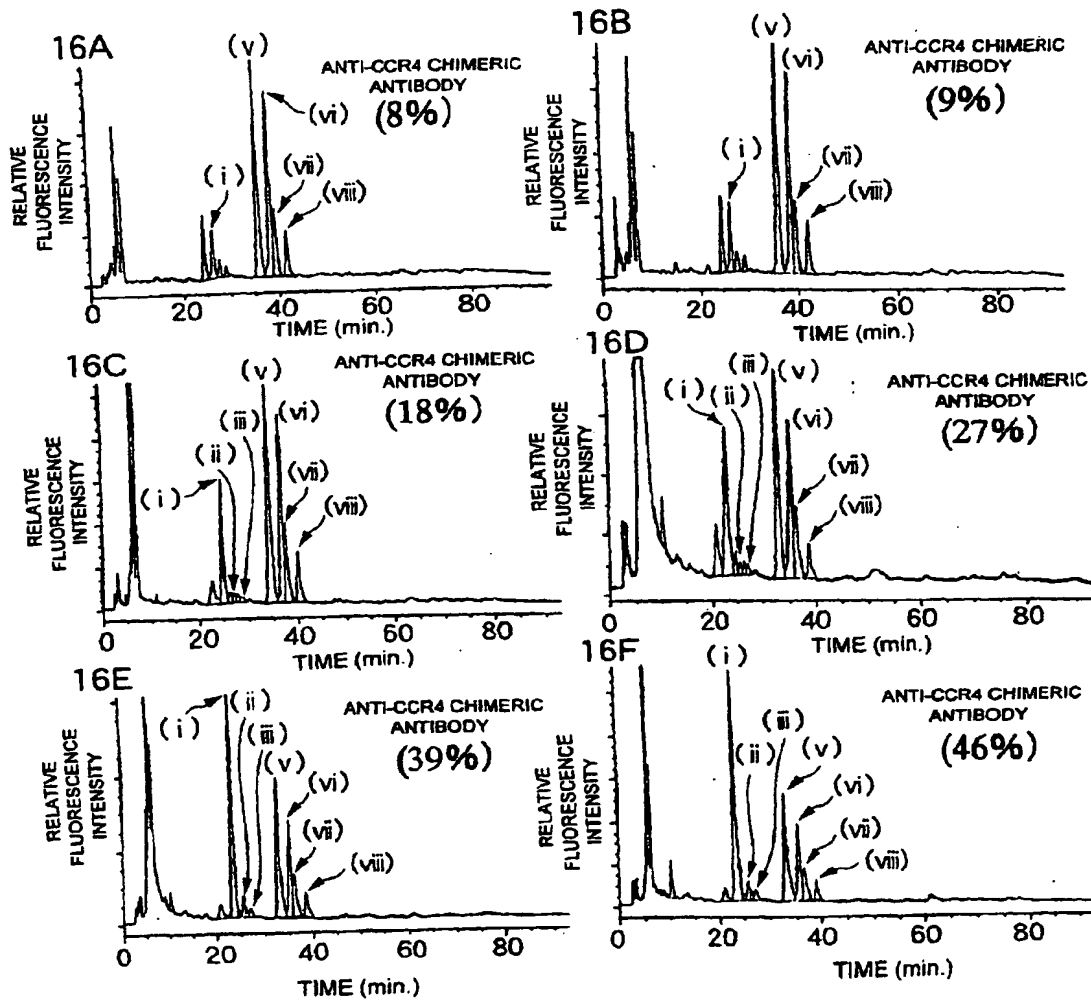 16A
ANTI-CCR4 CHIMERIC
ANTIBODY
(8%)
RELATIVE
FLUORESCENCE
INTENSITY
(i)
(v)
(vi)
(vii)
(viii)
0 20 40 60 80
TIME (min.)
16B
ANTI-CCR4 CHIMERIC
ANTIBODY
(9%)
RELATIVE
FLUORESCENCE
INTENSITY
(i)
(v)
(vi)
(vii)
(viii)
0 20 40 60 80
TIME (min.)
16C
ANTI-CCR4 CHIMERIC
ANTIBODY
(18%)
RELATIVE
FLUORESCENCE
INTENSITY
(i)
(ii)
(iii)
(v)
(vi)
(vii)
(viii)
0 20 40 60 80
TIME (min.)
16D
ANTI-CCR4 CHIMERIC
ANTIBODY
(27%)
RELATIVE
FLUORESCENCE
INTENSITY
(i)
(ii)
(iii)
(v)
(vi)
(vii)
(viii)
0 20 40 60 80
TIME (min.)
16E
ANTI-CCR4 CHIMERIC
ANTIBODY
(39%)
RELATIVE
FLUORESCENCE
INTENSITY
(i)
(ii)
(iii)
(v)
(vi)
(vii)
(viii)
0 20 40 60 80
TIME (min.)
16F
ANTI-CCR4 CHIMERIC
ANTIBODY
(46%)
RELATIVE
FLUORESCENCE
INTENSITY
(i)
(ii)
(iii)
(v)
(vi)
(vii)
(viii)
0 20 40 60 80
TIME (min.)